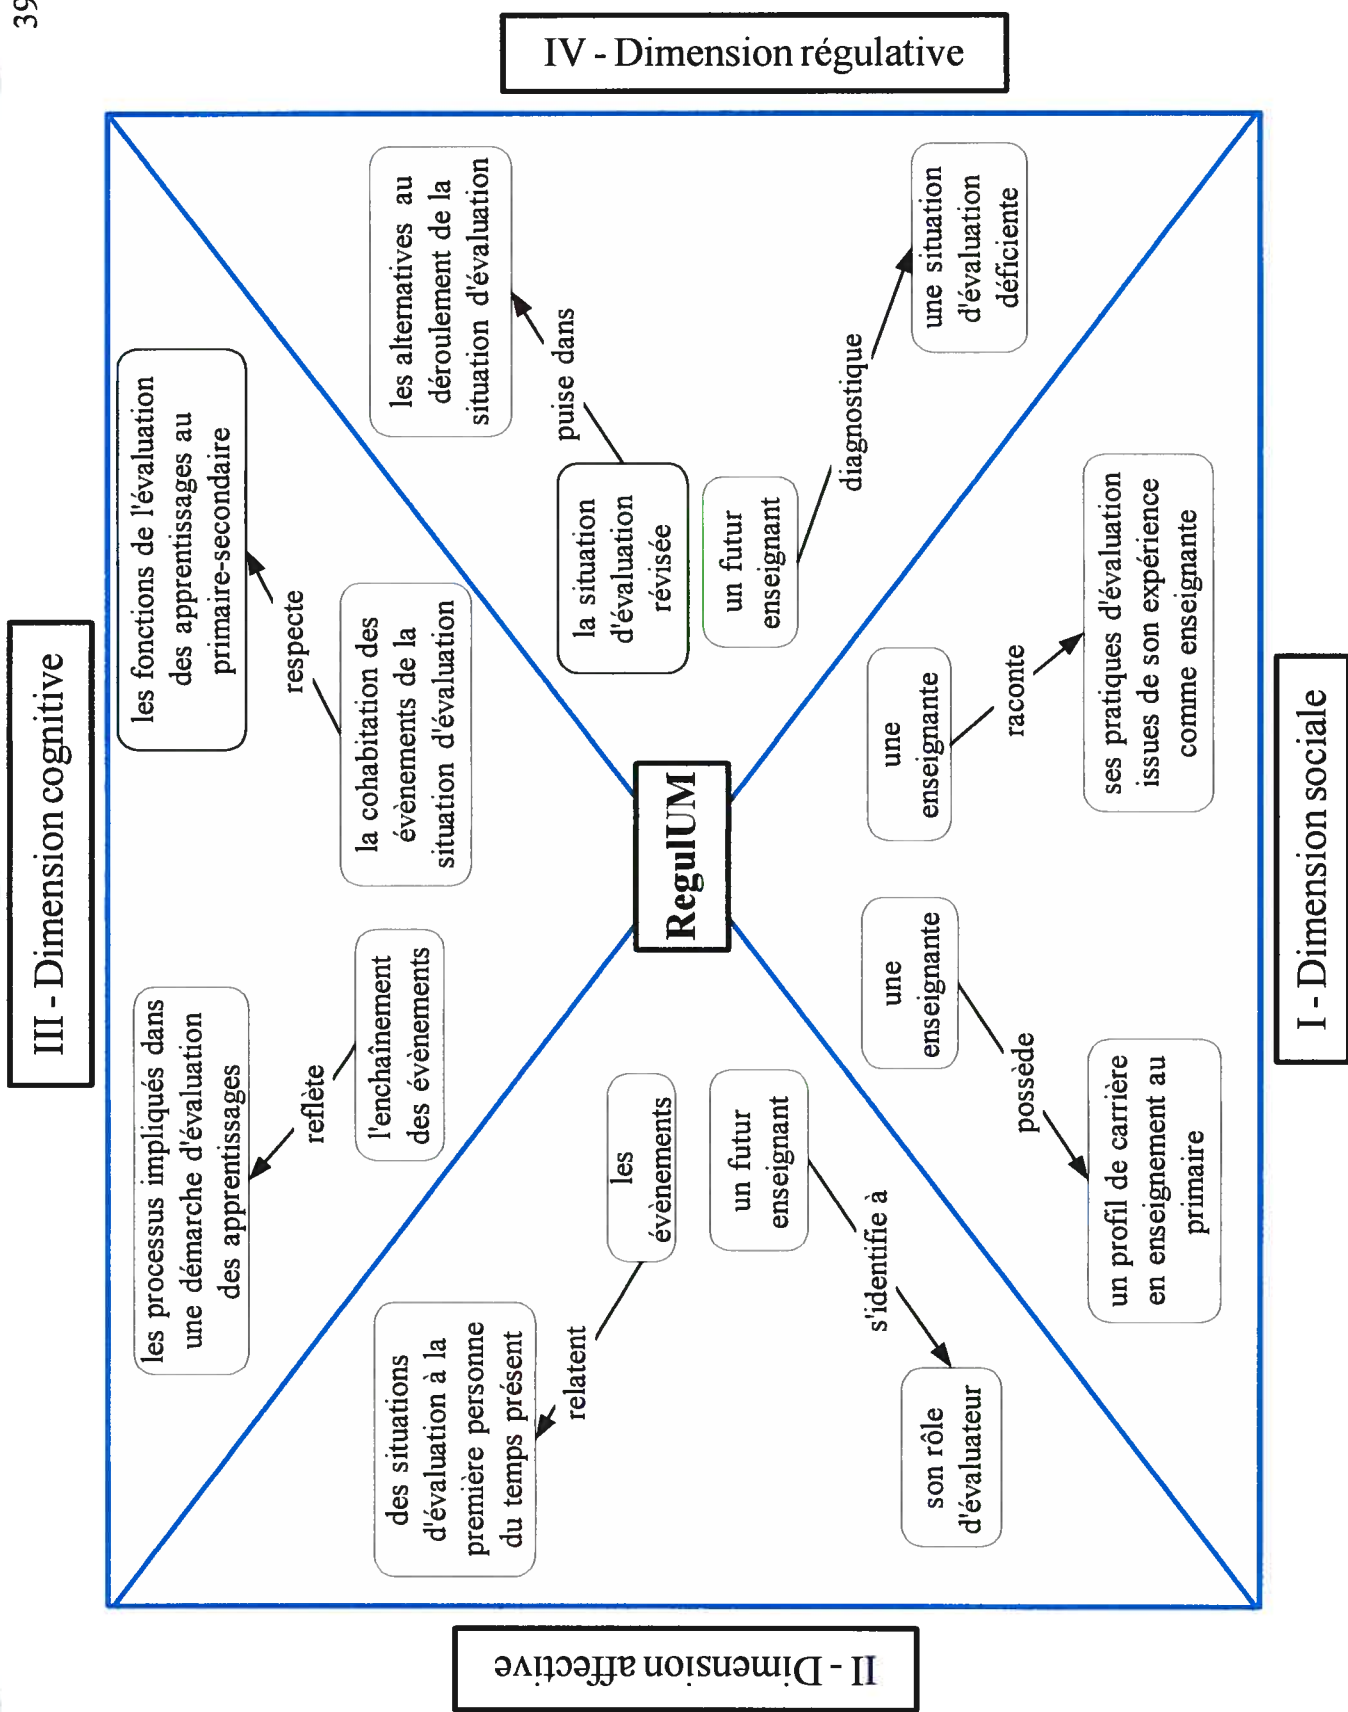 39
III - Dimension cognitive
les processus impliqués dans
une démarche d'évaluation
des apprentissages
reflète
l'enchaînement
des évènements
les fonctions de l'évaluation
des apprentissages au
primaire-secondaire
respecte
la cohabitation des
évènements de la
situation d'évaluation
II - Dimension affective
des situations
d'évaluation à la
première personne
du temps présent
relatent
les
évènements
un futur
enseignant
s'identifie à
son rôle
d'évaluateur
RegulUM
IV - Dimension régulative
les alternatives au
déroulement de la
situation d'évaluation
puise dans
la situation
d'évaluation
révisée
un futur
enseignant
diagnostique
une situation
d'évaluation
déficiente
une
enseignante
possède
un profil de carrière
en enseignement au
primaire
une
enseignante
raconte
ses pratiques d'évaluation
issues de son expérience
comme enseignante
I - Dimension sociale